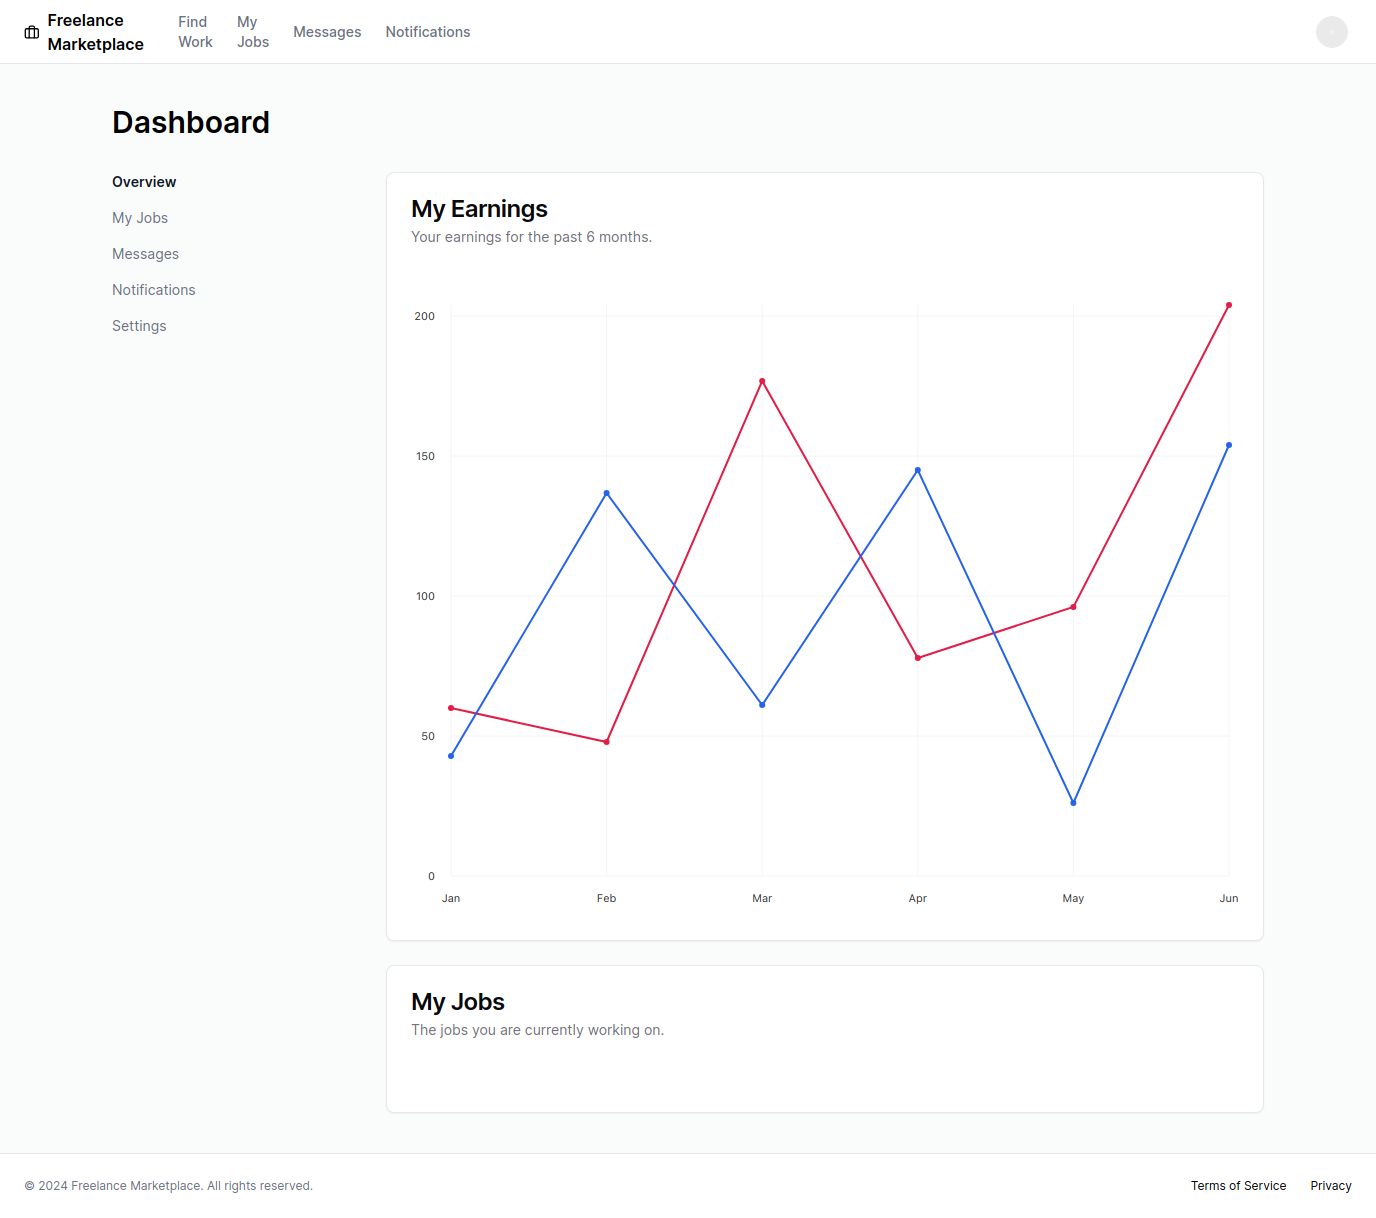 Freelance
Marketplace
Find
Work
My
Jobs
Messages
Notifications
Dashboard
Overview
My Jobs
Messages
Notifications
Settings
My Earnings
Your earnings for the past 6 months.
200
150
100
50
0
Jan Feb Mar Apr May Jun
My Jobs
The jobs you are currently working on.
© 2024 Freelance Marketplace. All rights reserved.
Terms of Service
Privacy